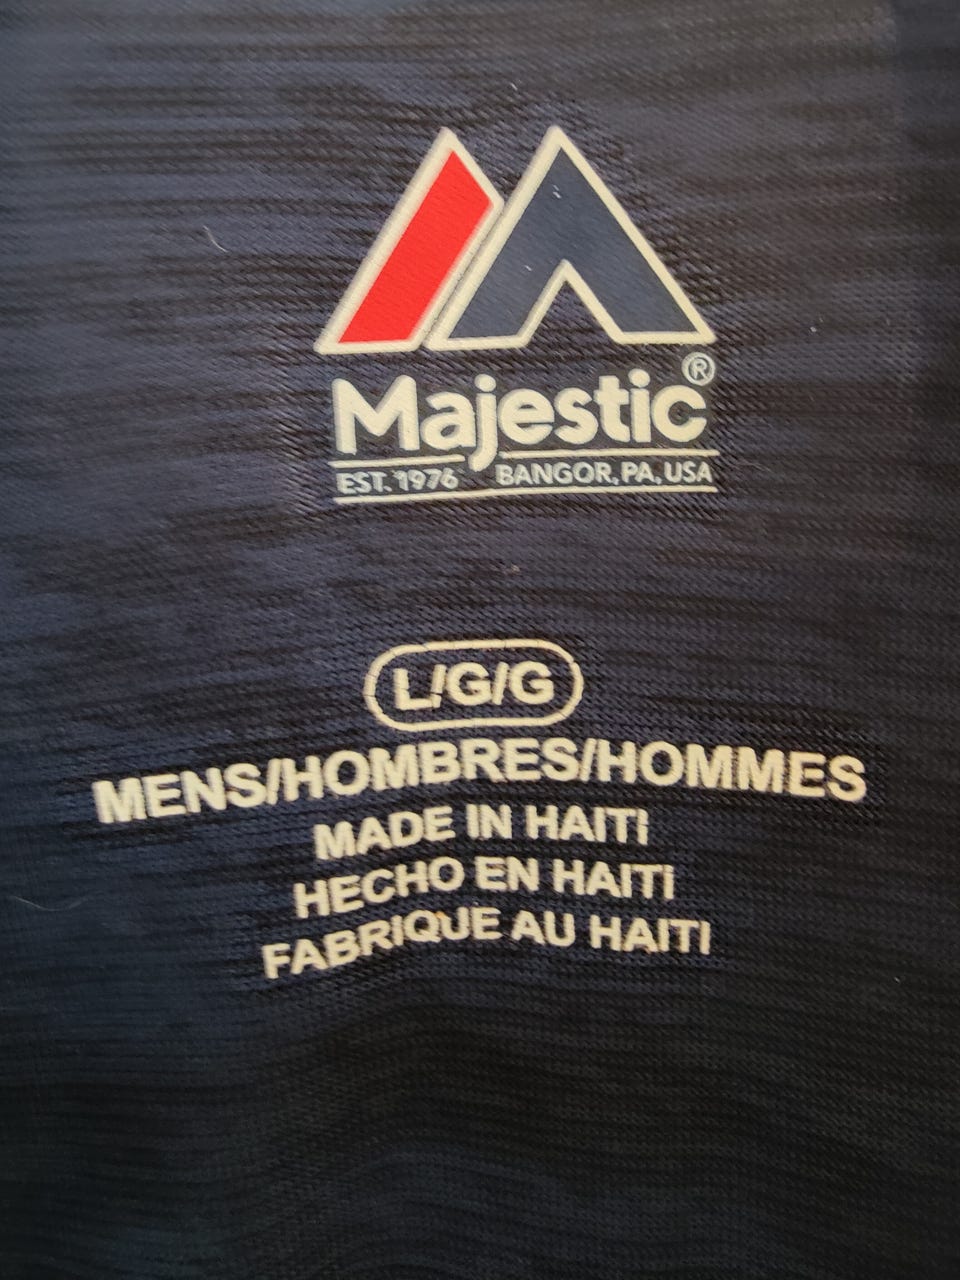 Majestic®
EST. 1976 BANGOR, PA, USA
L/G/G
MENS/HOMBRES/HOMMES
MADE IN HAITI
HECHO EN HAITI
FABRIQUE AU HAITI